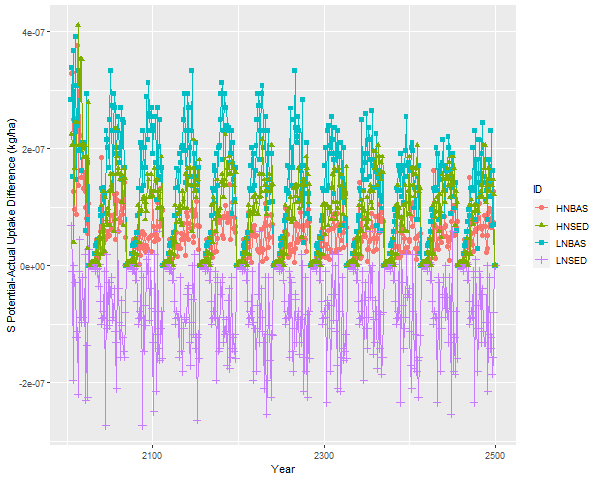 4e-07
2e-07
0e+00
-2e-07
S Potential-Actual Uptake Difference (kg/ha)
2100
2300
2500
Year
ID
HNBAS
HNSED
LNBAS
LNSED